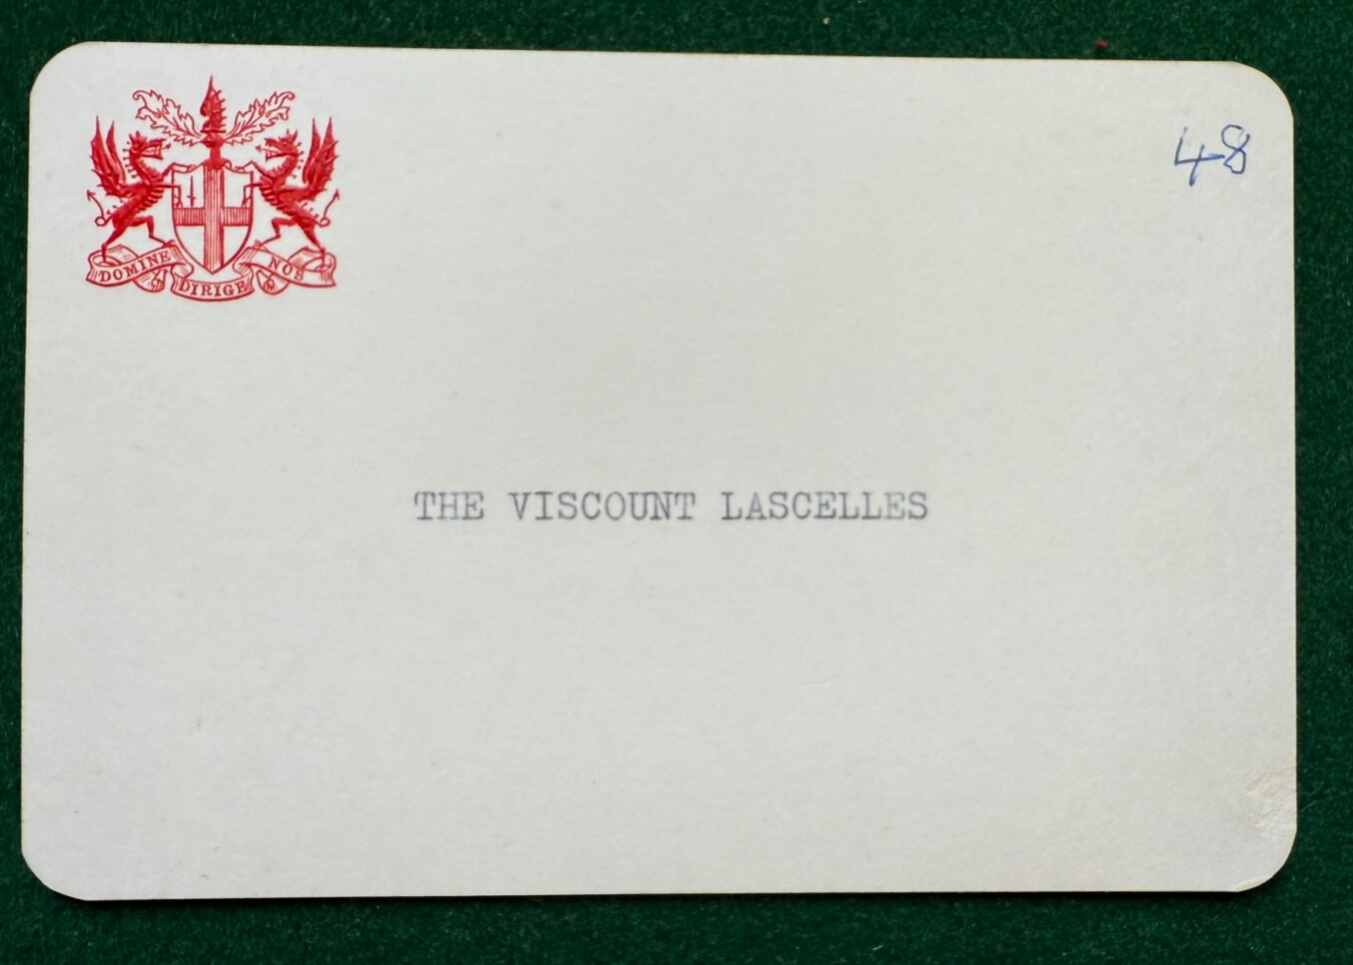 DOMINE DIRIGE NOS
48
THE VISCOUNT LASCELLES